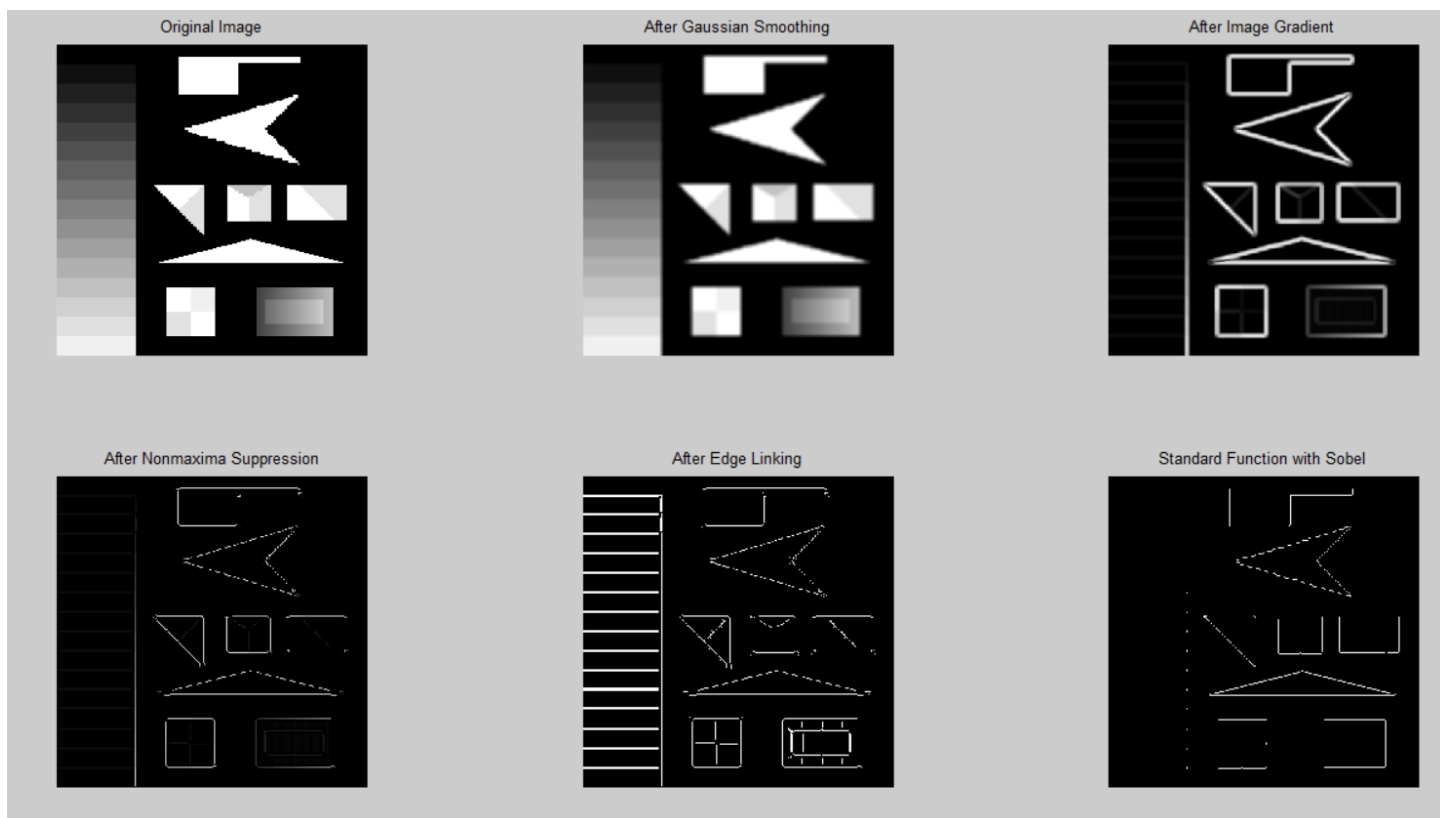 Original Image
After Gaussian Smoothing
After Image Gradient
After Nonmaxima Suppression
After Edge Linking
Standard Function with Sobel